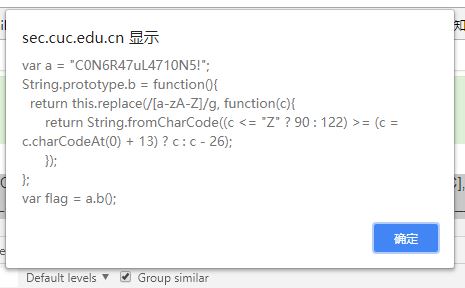 知
sec.cuc.edu.cn 显示
var a = "C0N6R47uL4710N5!";
String.prototype.b = function(){
return this.replace(/[a-zA-Z]/g, function(c){
return String.fromCharCode((c <= "Z" ? 90 : 122) >= (c =
c.charCodeAt(0) + 13) ? c : c - 26);
});
};
var flag = a.b();
确定
Default levels ▾ Group similar